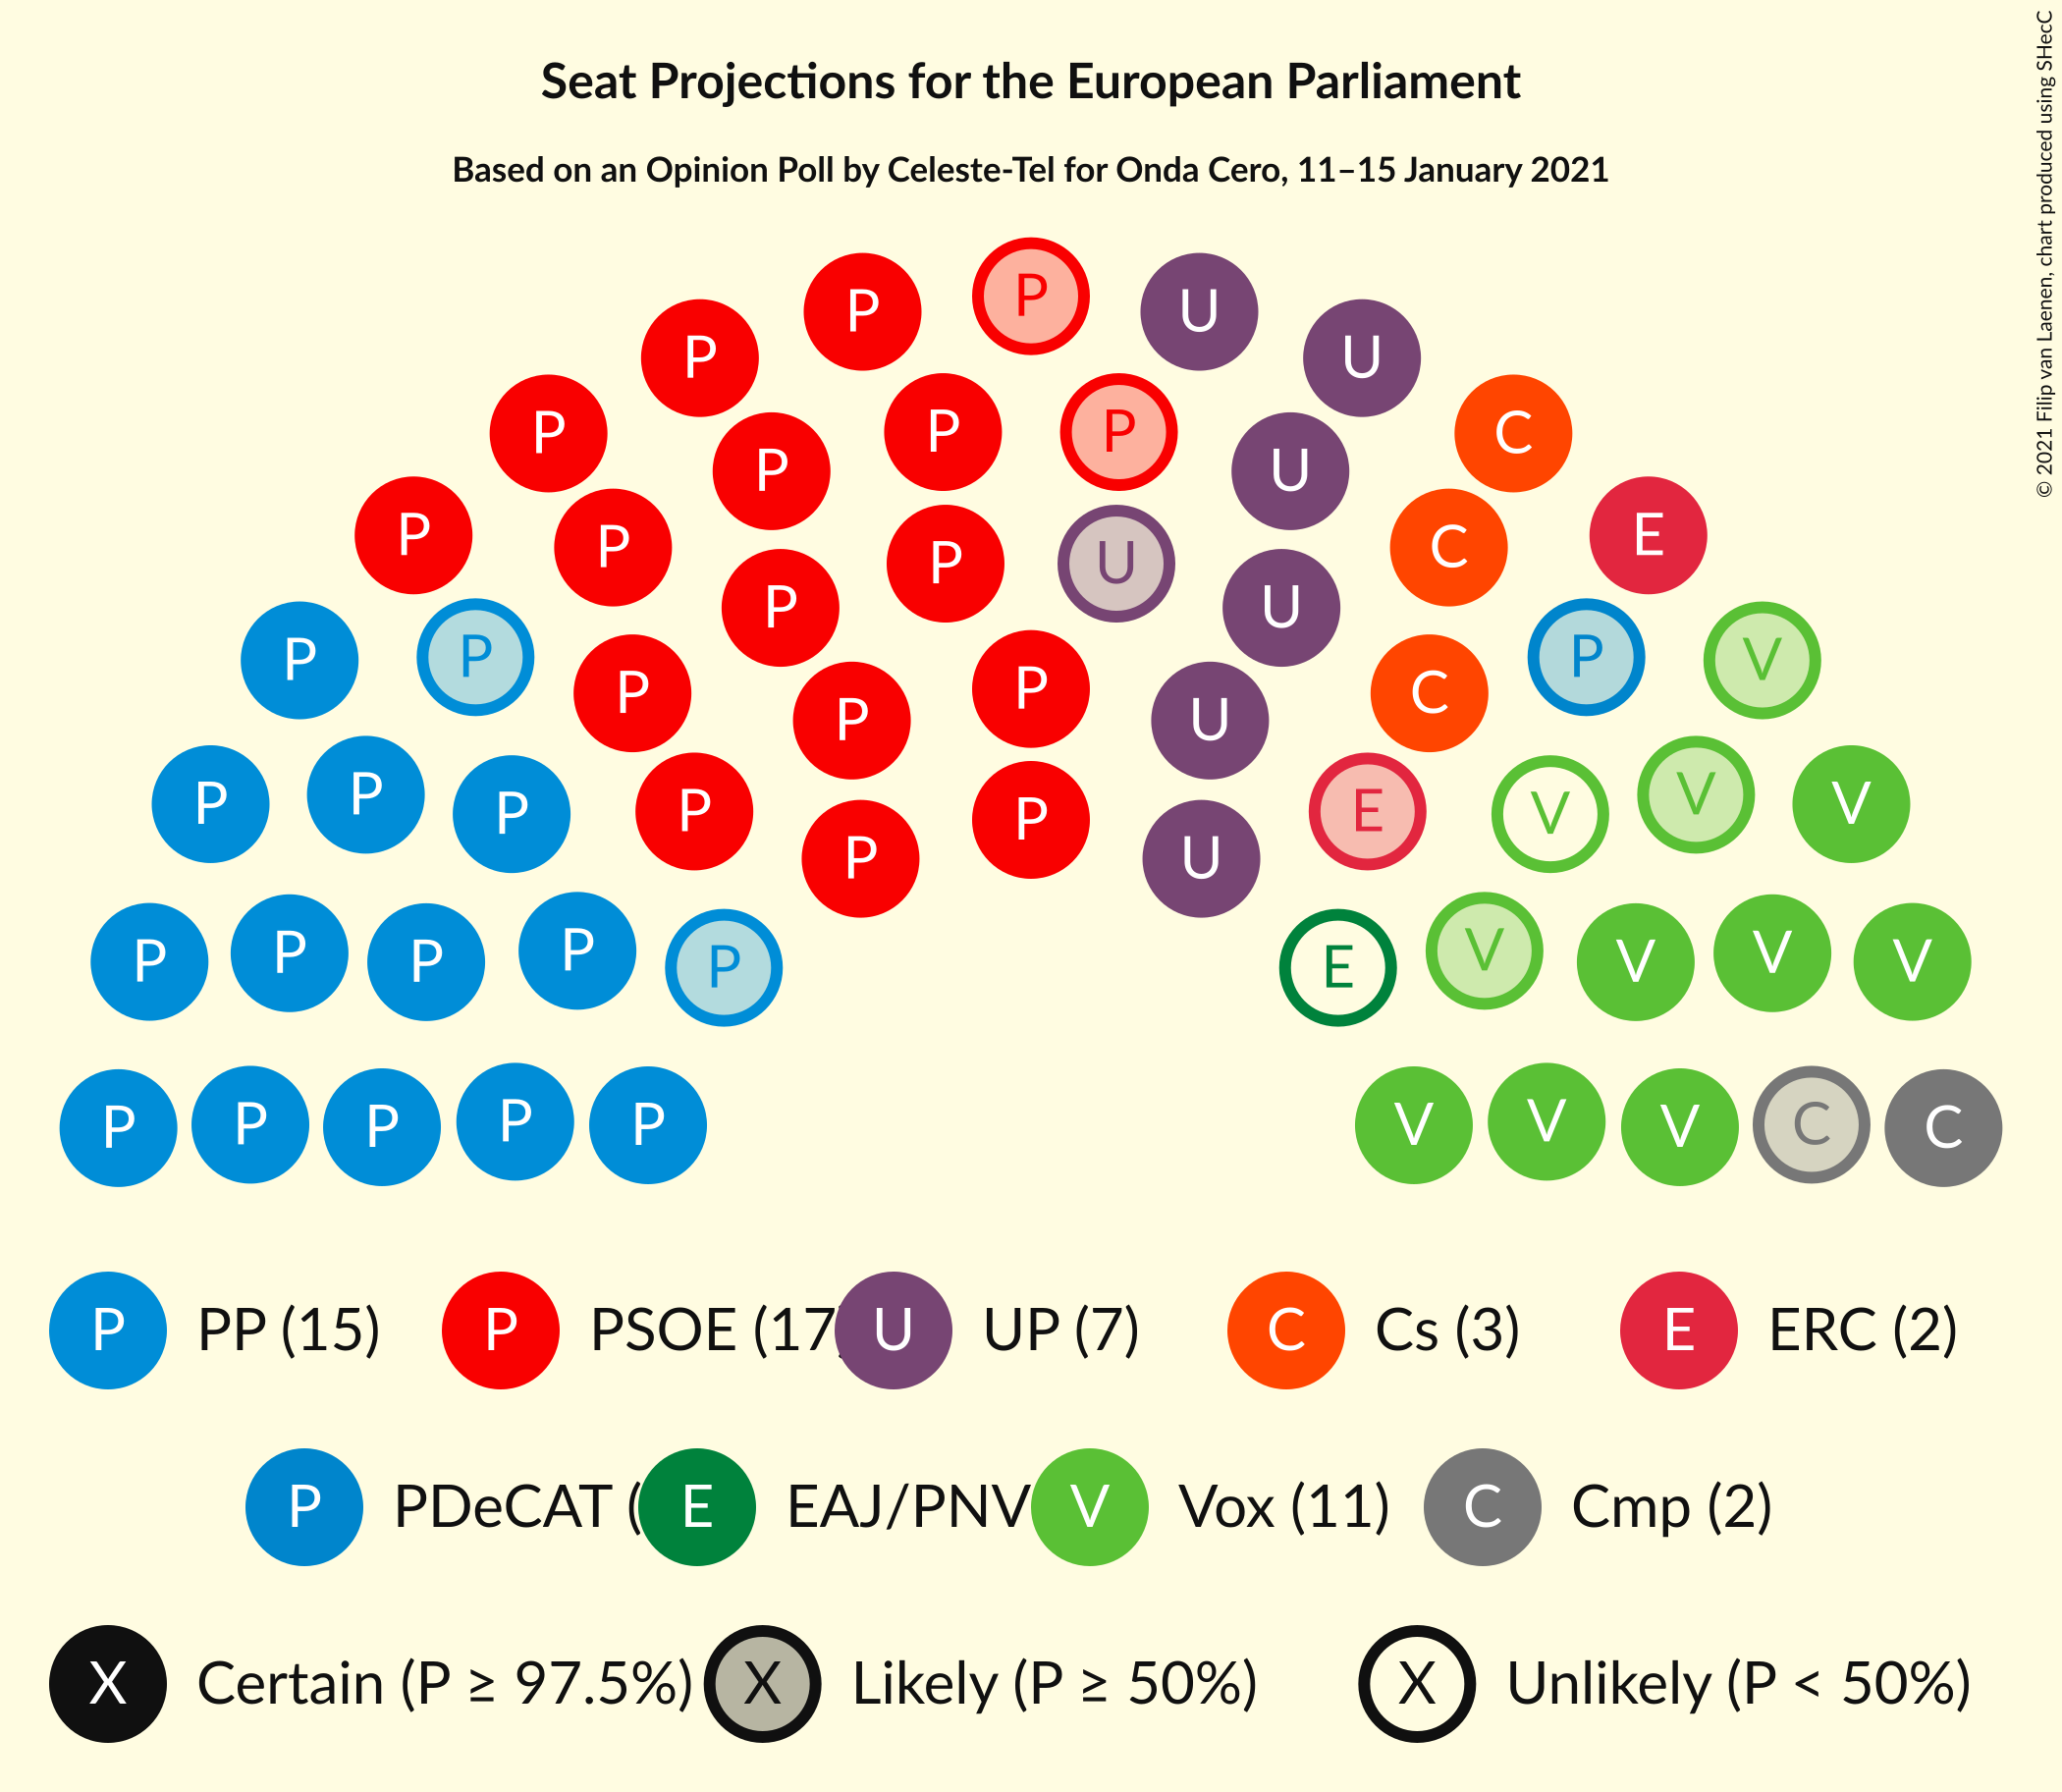 Seat Projections for the European Parliament
Based on an Opinion Poll by Celeste-Tel for Onda Cero, 11–15 January 2021
© 2021 Filip van Laenen, chart produced using SHecC
P P U
P U
P P P C
P U
P P P U C E
P U
P P P P C P V
P U
P P P P P E V V V
P U
P P P P P E V V V V
P P P P P V V V C C
P PP (15) P PSOE (17 U UP (7) C Cs (3) E ERC (2)
P PDeCAT ( E EAJ/PNV V Vox (11) C Cmp (2)
X Certain (P ≥ 97.5%) X Likely (P ≥ 50%) X Unlikely (P < 50%)